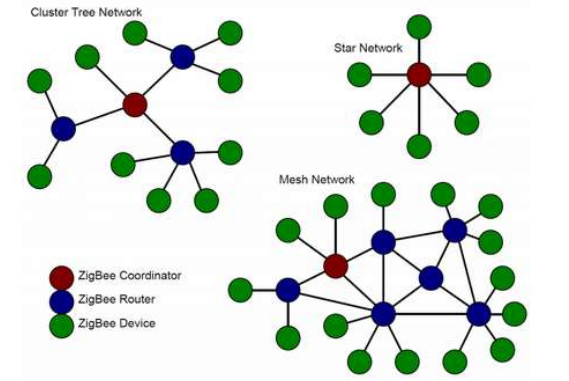 Cluster Tree Network
Star Network
Mesh Network
ZigBee Coordinator
ZigBee Router
ZigBee Device